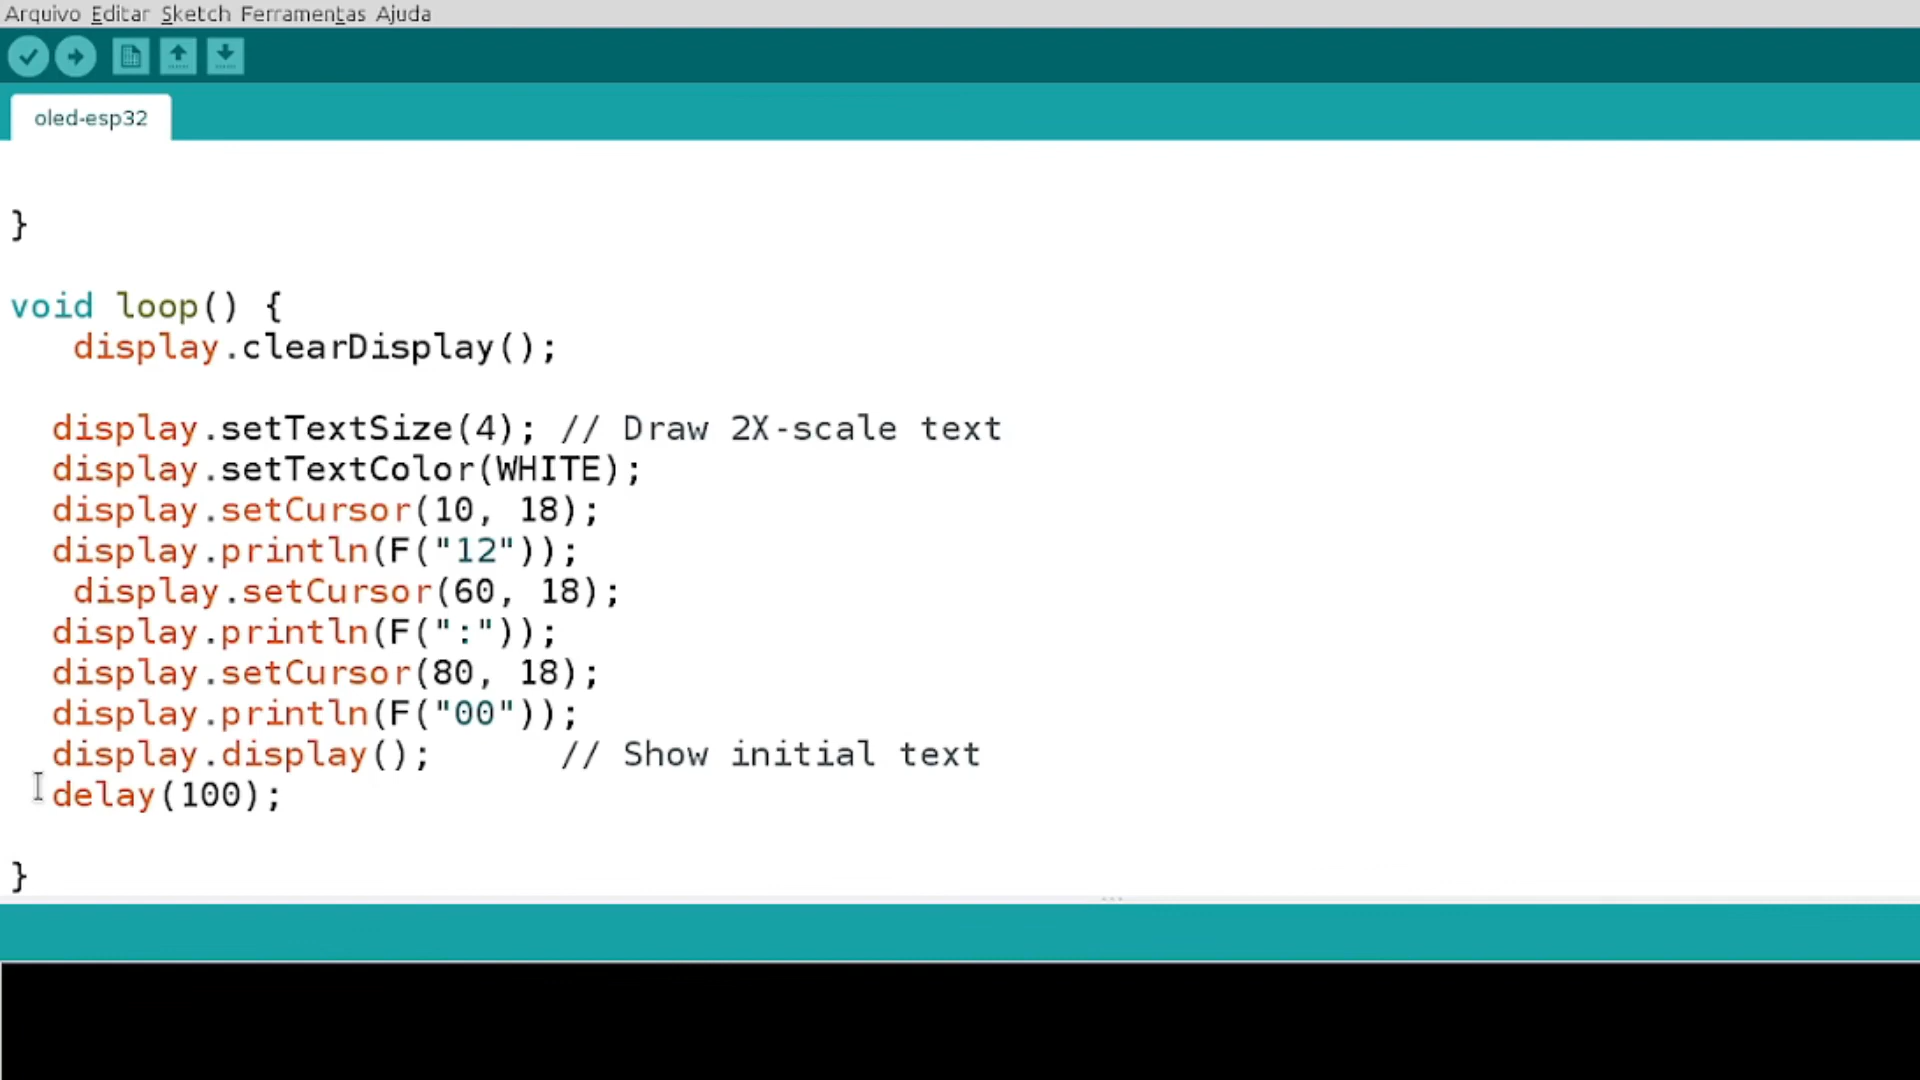 Arquivo Editar Sketch Ferramentas Ajuda
oled-esp32
}
void loop() {
    display.clearDisplay();
  display.setTextSize(4); // Draw 2X-scale text
  display.setTextColor(WHITE);
  display.setCursor(10, 18);
  display.println(F("12"));
   display.setCursor(60, 18);
  display.println(F(":"));
  display.setCursor(80, 18);
  display.println(F("00"));
  display.display();      // Show initial text
  delay(100);
}